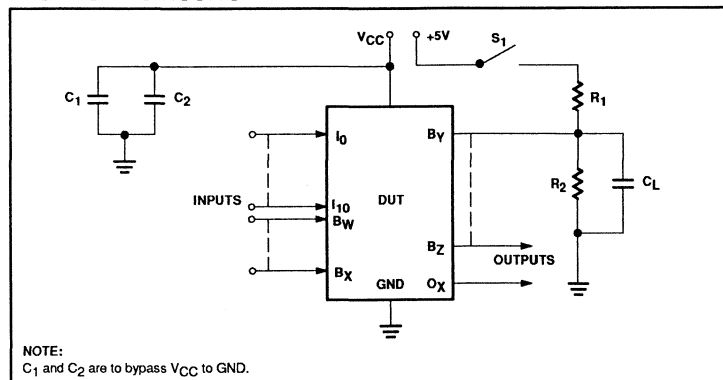 VCC
+5V
S1
C1
C2
R1
I0
BY
R2
CL
INPUTS
I10
DUT
BW
BZ
OUTPUTS
BX
GND
OX
NOTE:
C1 and C2 are to bypass VCC to GND.